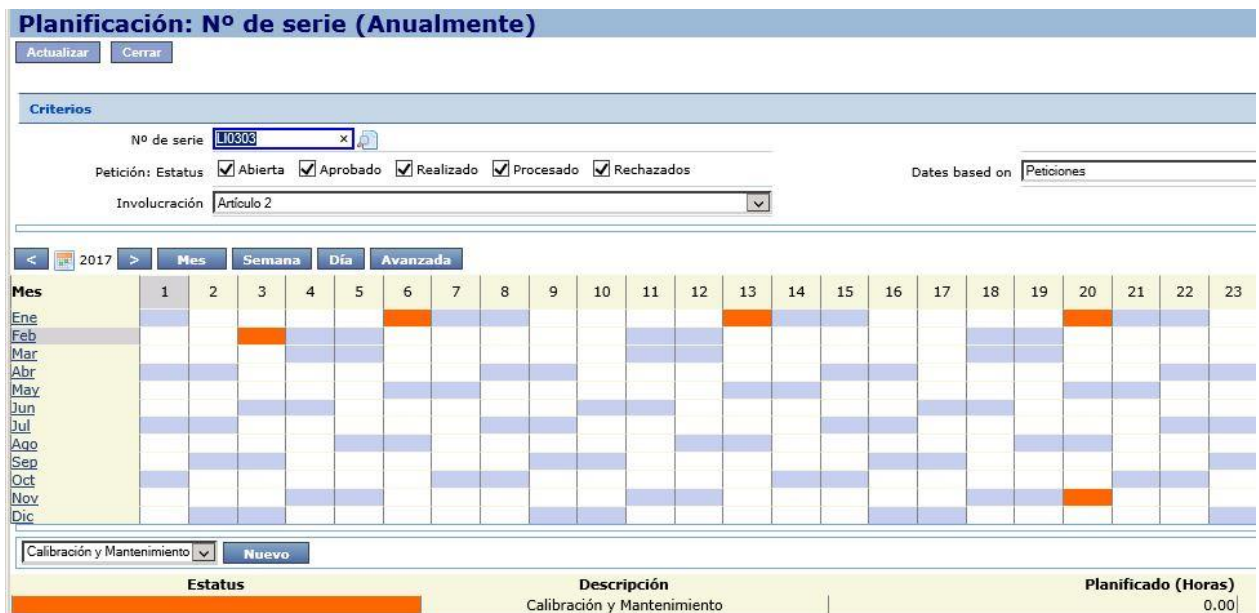 Planificación: Nº de serie (Anualmente)
Actualizar Cerrar
Criterios
Nº de serie LI0303 ×
Petición: Estatus Abierta Aprobado Realizado Procesado Rechazados Dates based on Peticiones
Involucración Artículo 2
< 2017 > Mes Semana Día Avanzada
Mes 1 2 3 4 5 6 7 8 9 10 11 12 13 14 15 16 17 18 19 20 21 22 23
Ene
Feb
Mar
Abr
May
Jun
Jul
Ago
Sep
Oct
Nov
Dic
Calibración y Mantenimiento Nuevo
Estatus Descripción Planificado (Horas)
Calibración y Mantenimiento 0.00